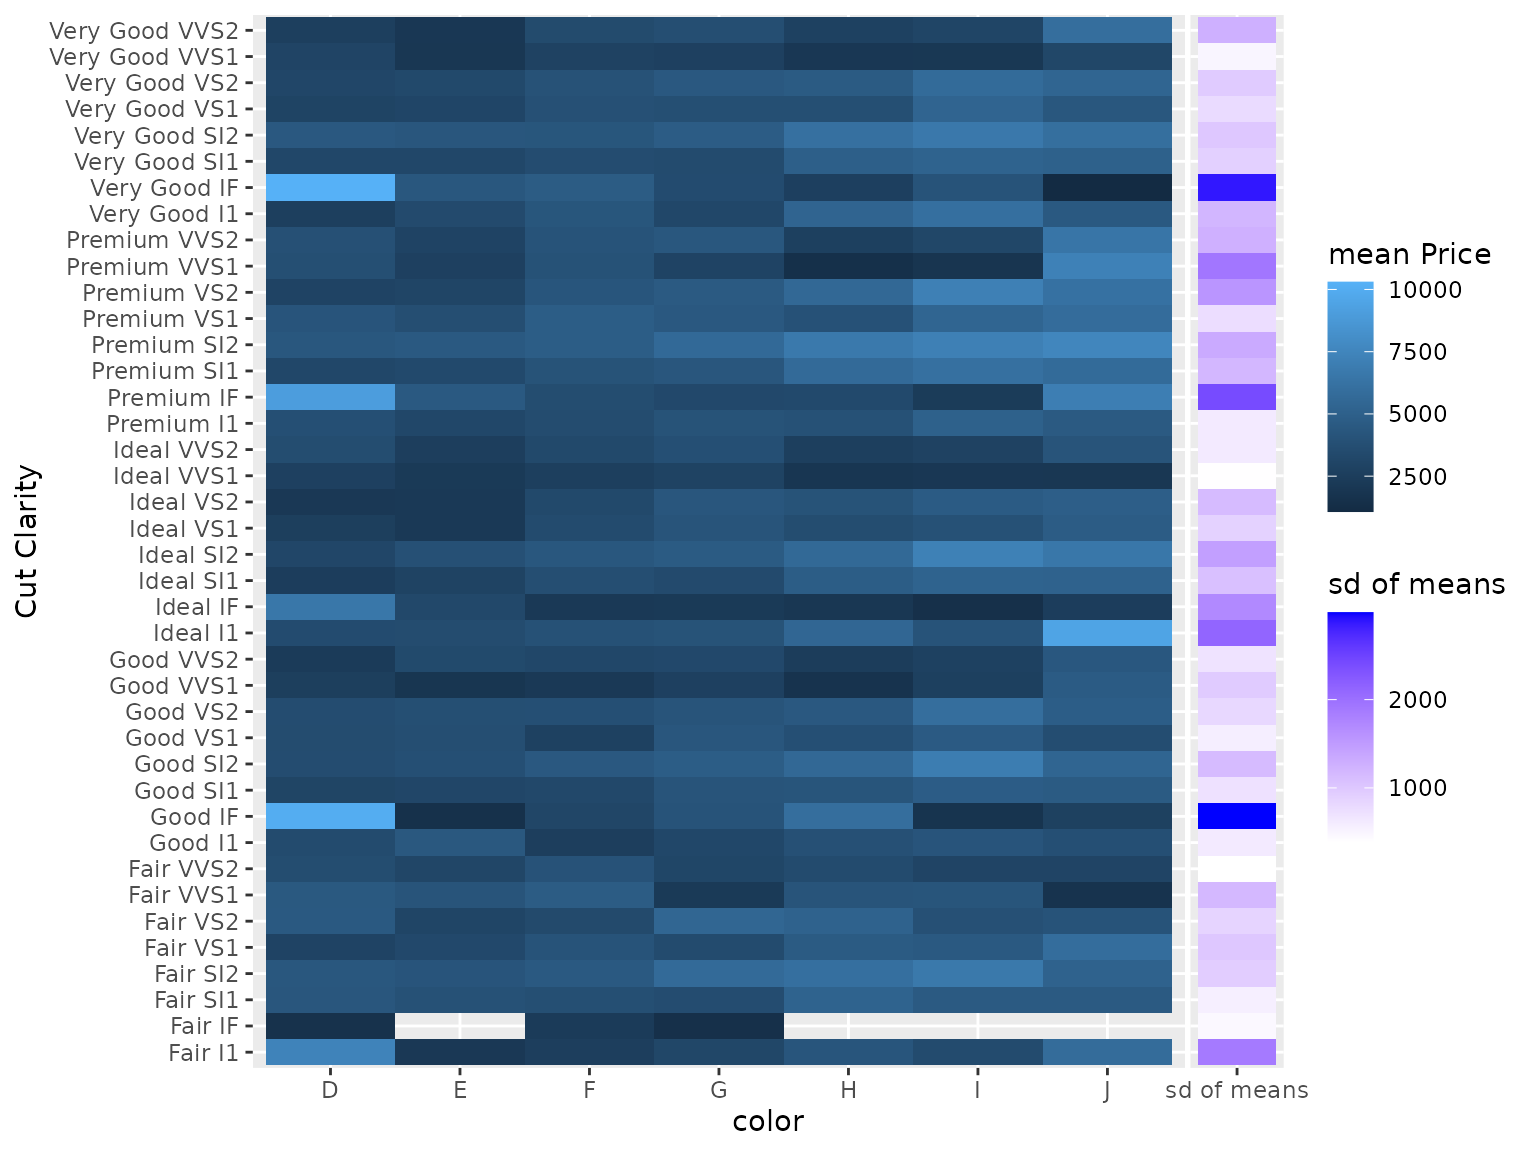 Very Good VVS2
Very Good VVS1
Very Good VS2
Very Good VS1
Very Good SI2
Very Good SI1
Very Good IF
Very Good I1
Premium VVS2
Premium VVS1
Premium VS2
Premium VS1
Premium SI2
Premium SI1
Premium IF
Premium I1
Ideal VVS2
Ideal VVS1
Ideal VS2
Ideal VS1
Ideal SI2
Ideal SI1
Ideal IF
Ideal I1
Good VVS2
Good VVS1
Good VS2
Good VS1
Good SI2
Good SI1
Good IF
Good I1
Fair VVS2
Fair VVS1
Fair VS2
Fair VS1
Fair SI2
Fair SI1
Fair IF
Fair I1
Cut Clarity
D E F G H I J sd of means
color
mean Price
10000
7500
5000
2500
sd of means
2000
1000